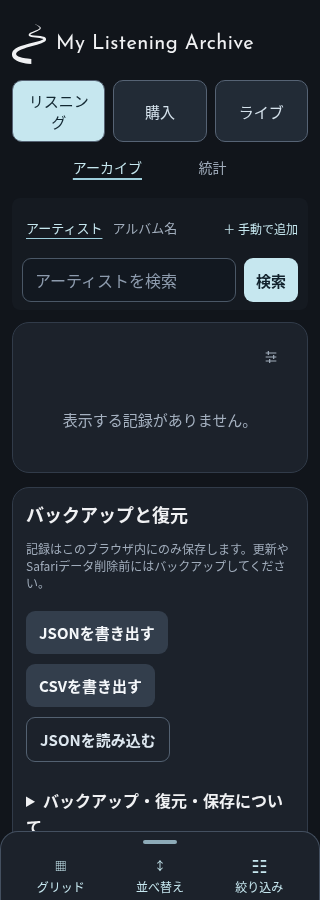 My Listening Archive
リスニン
グ
購入
ライブ
アーカイブ
統計
アーティスト アルバム名
＋ 手動で追加
アーティストを検索
検索
表示する記録がありません。
バックアップと復元
記録はこのブラウザ内にのみ保存します。更新や
Safariデータ削除前にはバックアップしてくださ
い。
JSONを書き出す
CSVを書き出す
JSONを読み込む
▶ バックアップ・復元・保存につい
て
グリッド
並べ替え
絞り込み